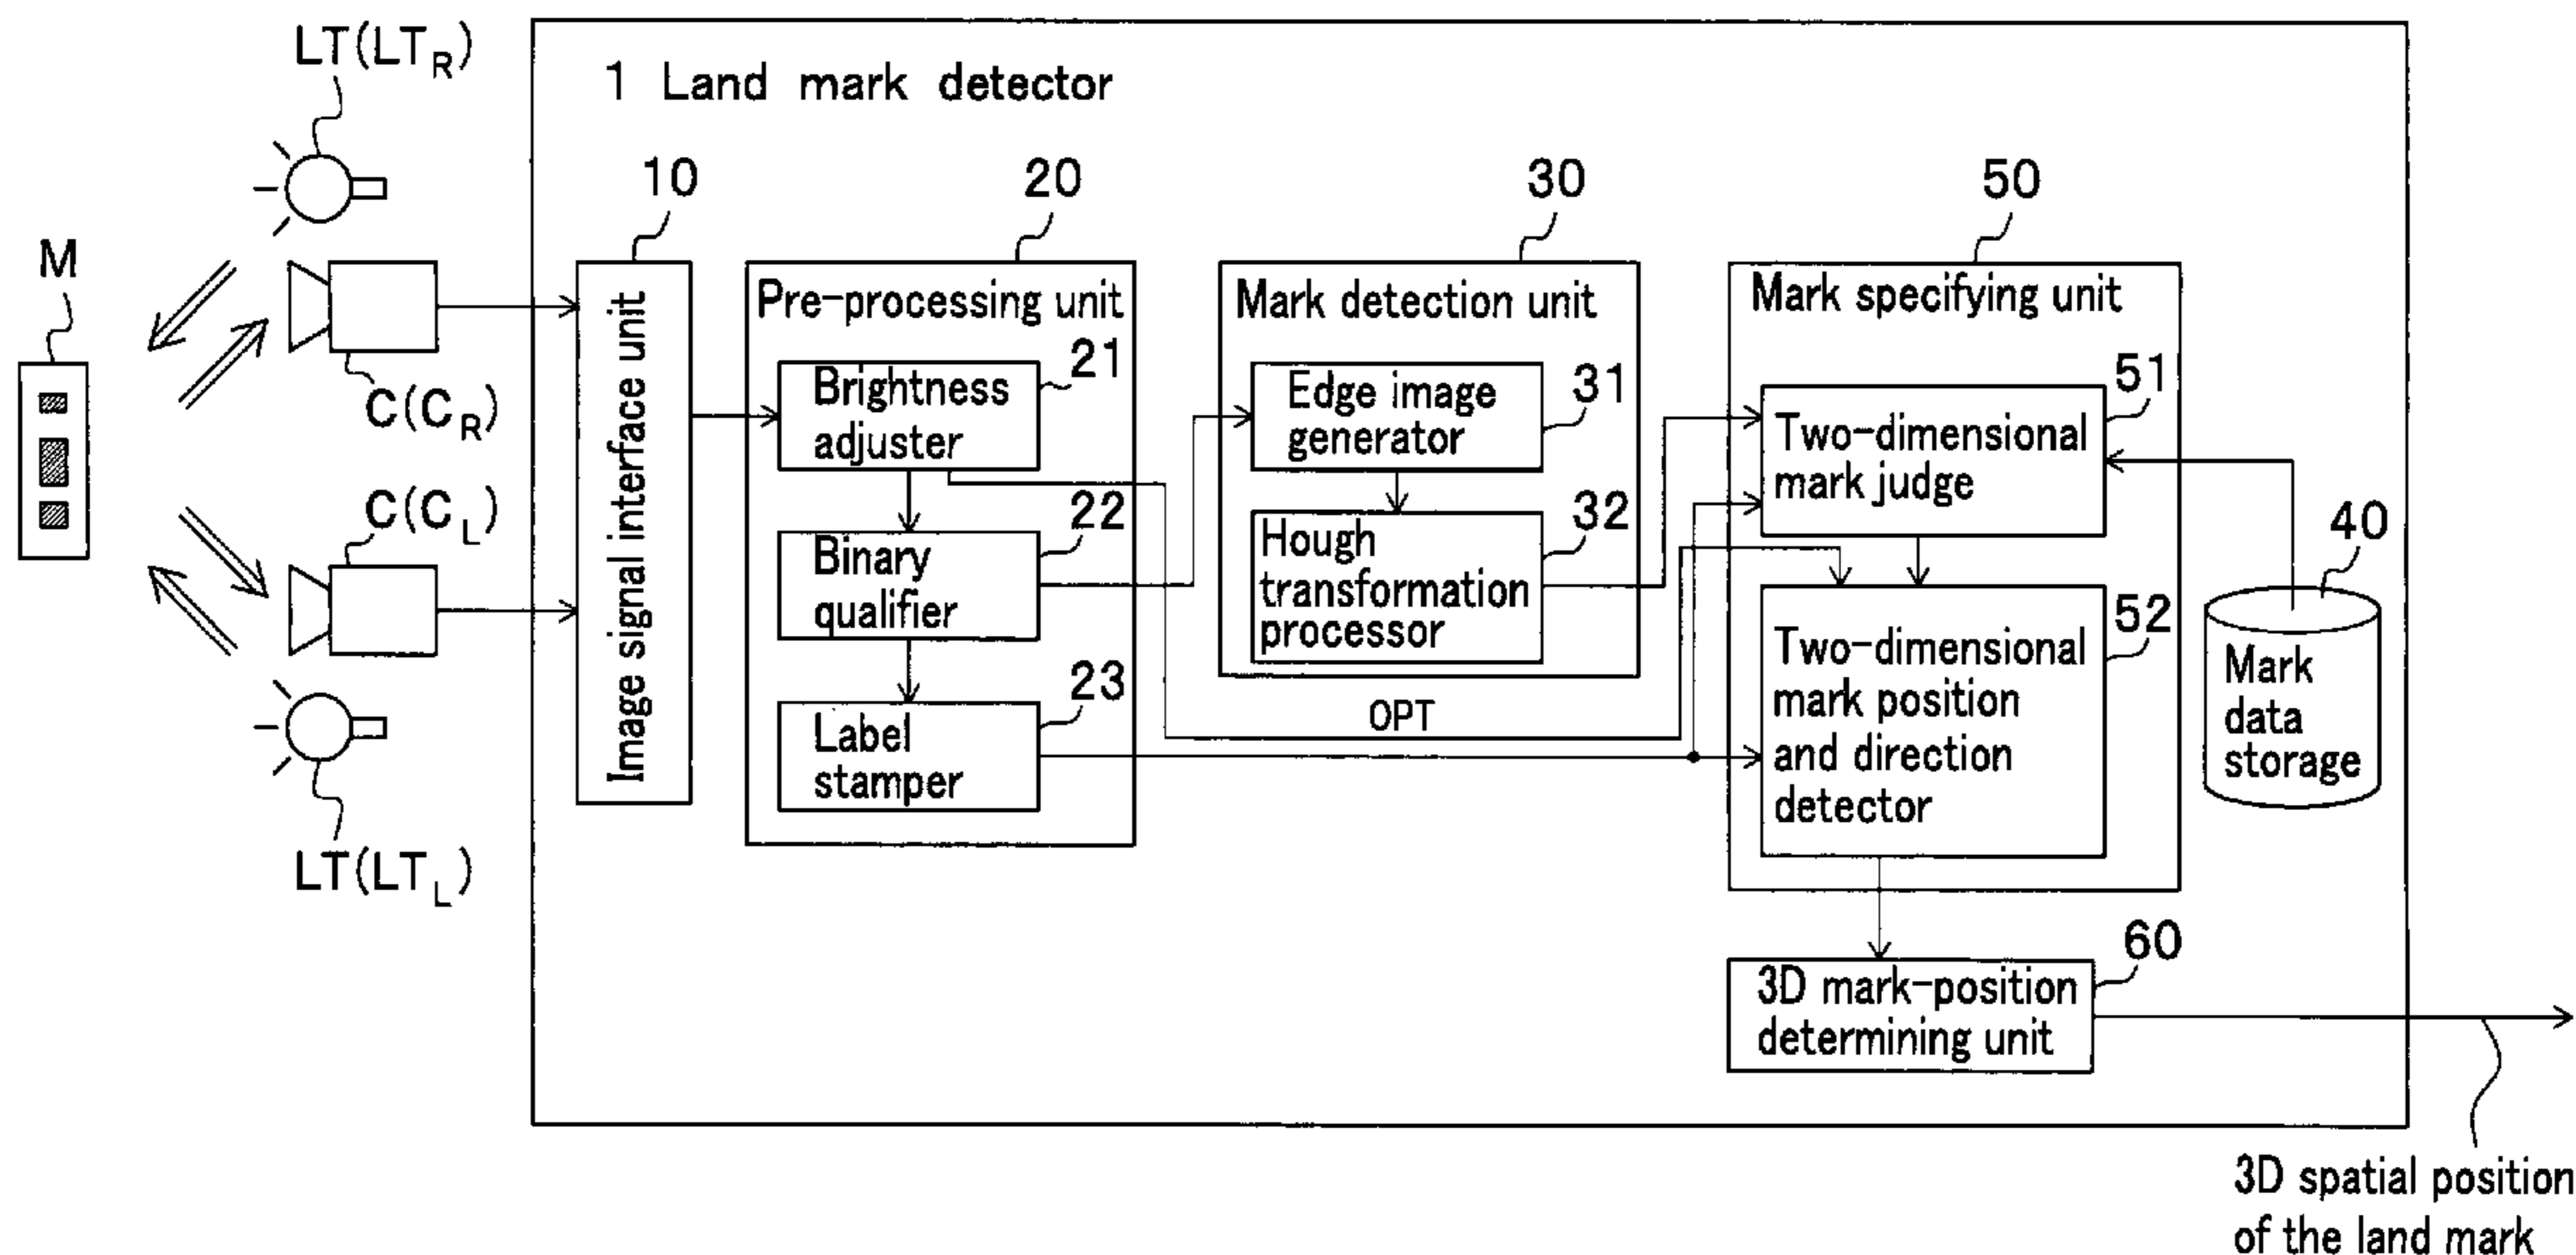 LT(LTR)
1 Land mark detector
10
20
30
50
M
C(CR)
C(CL)
LT(LTL)
Image signal interface unit
Pre-processing unit
21
Brightness
adjuster
22
Binary
qualifier
23
Label
stamper
Mark detection unit
31
Edge image
generator
32
Hough
transformation
processor
OPT
Mark specifying unit
51
Two-dimensional
mark judge
52
Two-dimensional
mark position
and direction
detector
40
Mark
data
storage
60
3D mark-position
determining unit
3D spatial position
of the land mark